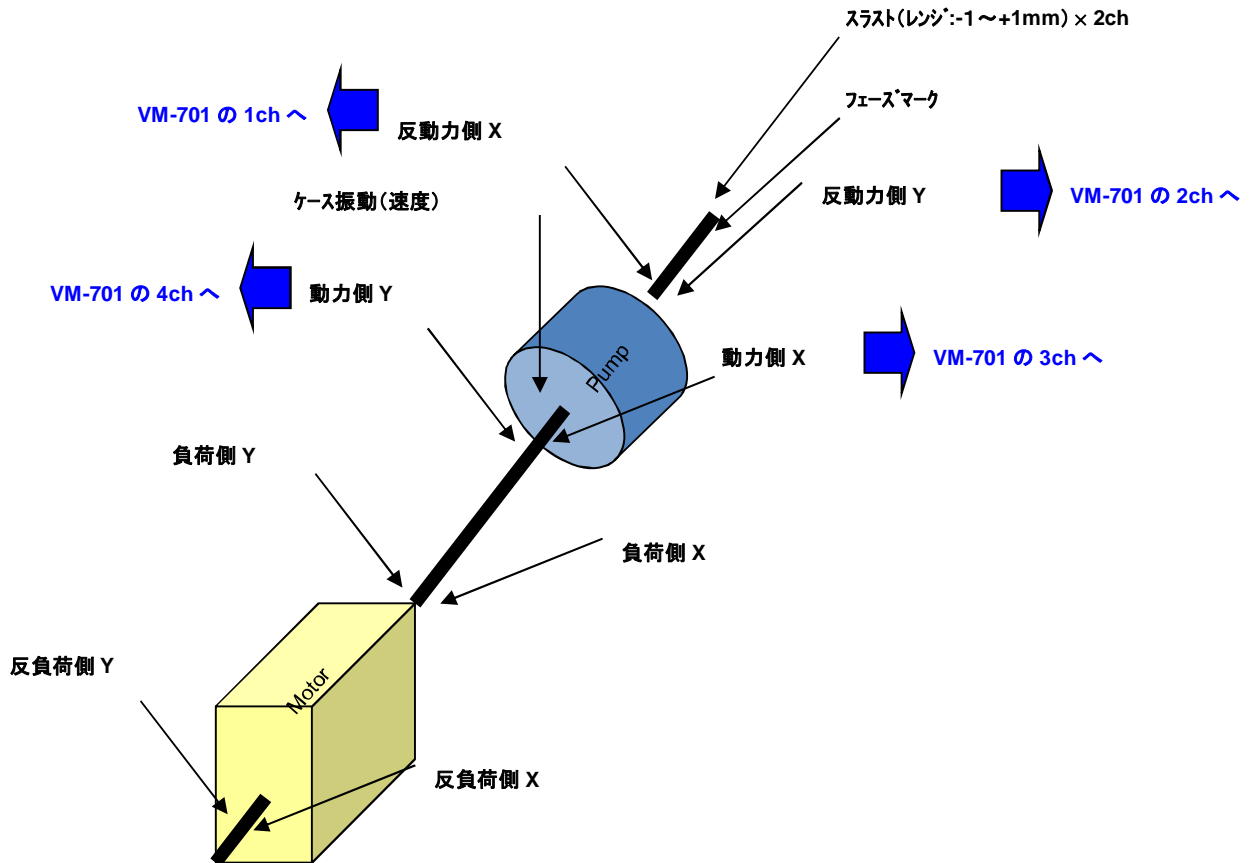 スラスト（レンジ:-1～+1mm）× 2ch
フェーズマーク
VM-701 の 1ch へ
反動力側 X
反動力側 Y
VM-701 の 2ch へ
ケース振動（速度）
VM-701 の 4ch へ
動力側 Y
Pump
動力側 X
VM-701 の 3ch へ
負荷側 Y
負荷側 X
反負荷側 Y
Motor
反負荷側 X